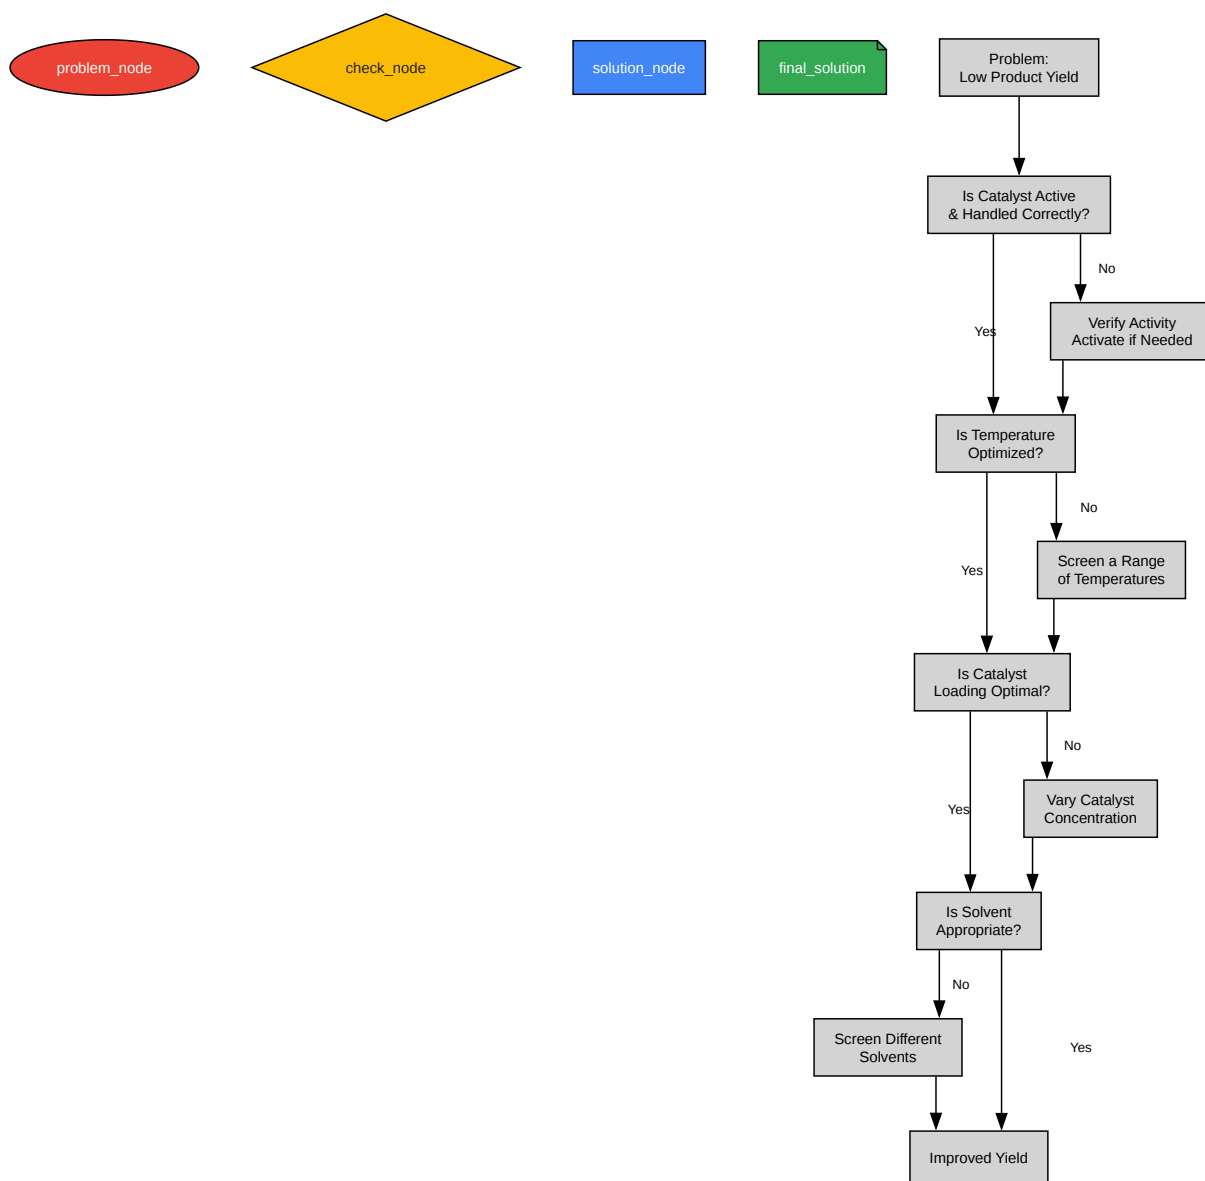 problem_node
check_node
solution_node
final_solution
Problem:
Low Product Yield
Is Catalyst Active
& Handled Correctly?
No
Yes
Verify Activity
Activate if Needed
Is Temperature
Optimized?
No
Yes
Screen a Range
of Temperatures
Is Catalyst
Loading Optimal?
No
Yes
Vary Catalyst
Concentration
Is Solvent
Appropriate?
No
Yes
Screen Different
Solvents
Improved Yield